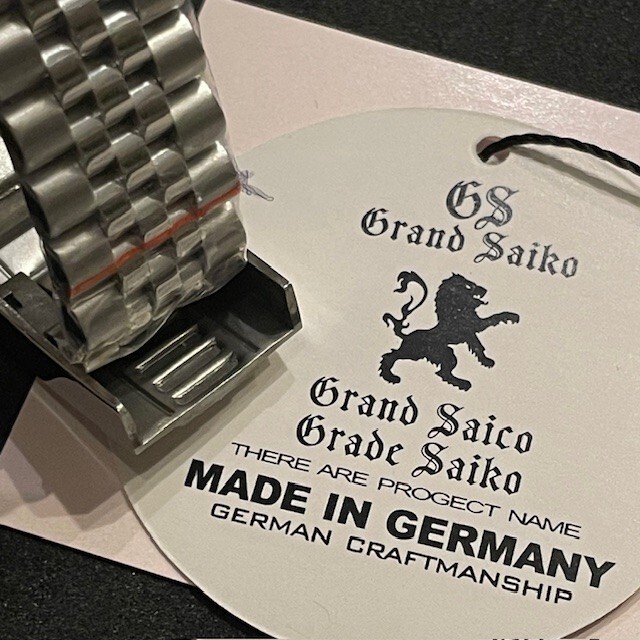 GS
Grand Saiko
Grand Saico
Grade Saiko
THERE ARE PROGECT NAME
MADE IN GERMANY
GERMAN CRAFTMANSHIP